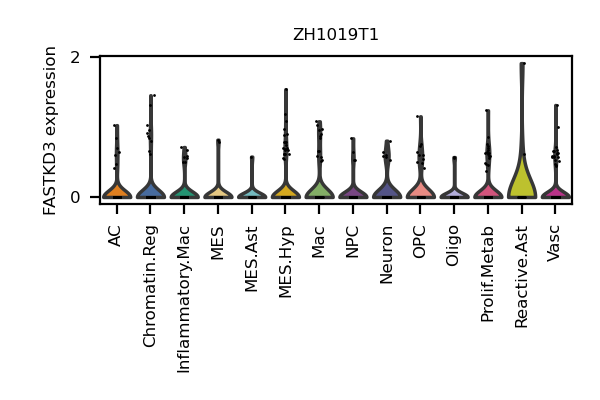 ZH1019T1
FASTKD3 expression
2
0
AC
Chromatin.Reg
Inflammatory.Mac
MES
MES.Ast
MES.Hyp
Mac
NPC
Neuron
OPC
Oligo
Prolif.Metab
Reactive.Ast
Vasc